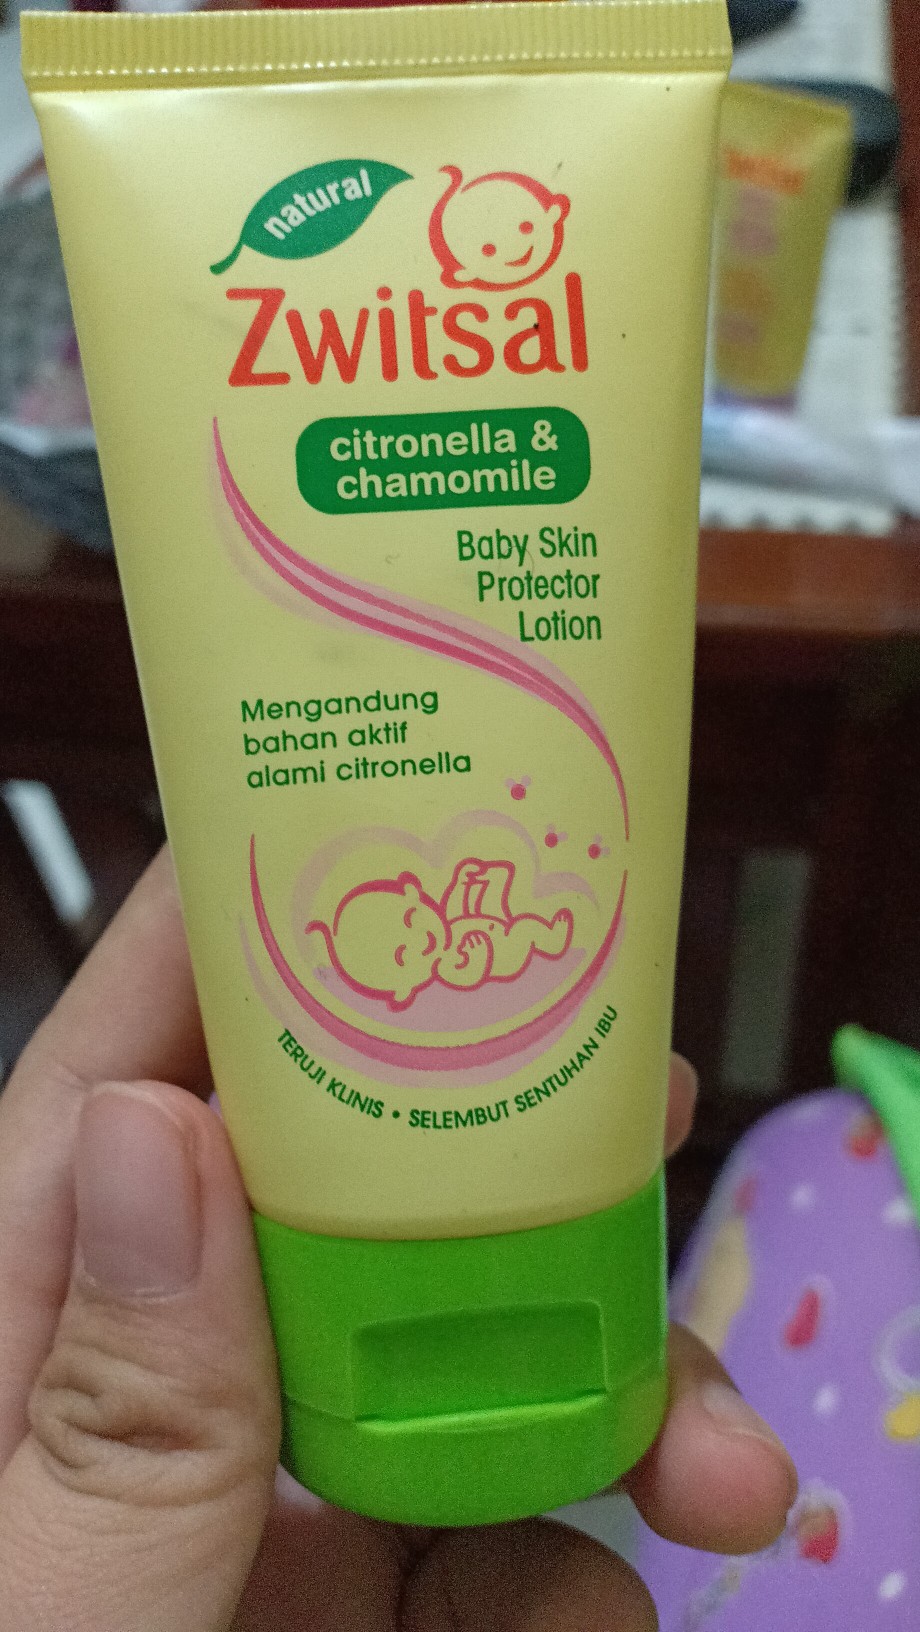 natural
Zwitsal
citronella &
chamomile
Baby Skin
Protector
Lotion
Mengandung
bahan aktif
alami citronella
TERUJI KLINIS • SELEMBUT SENTUHAN IBU